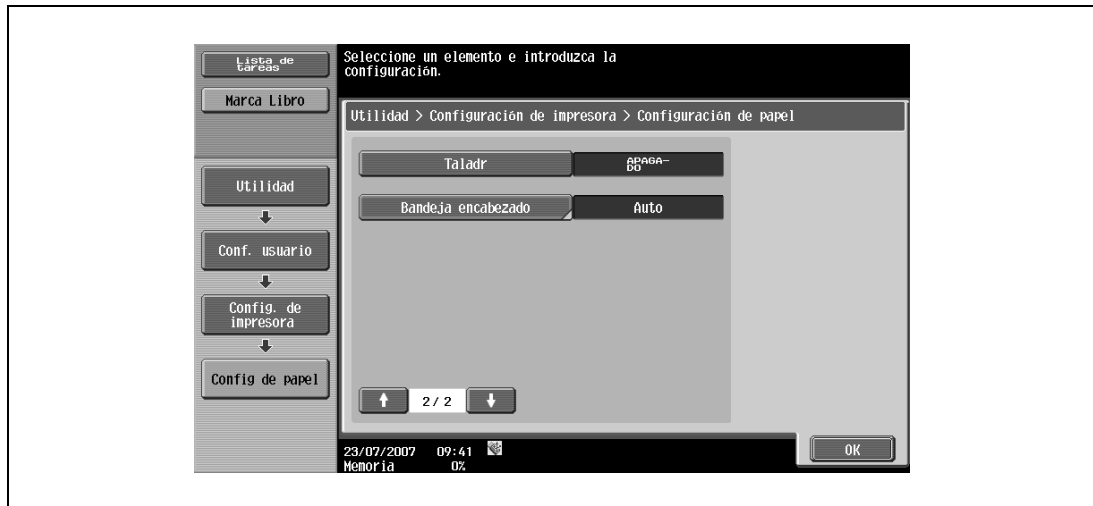 Lista de
tareas
Marca Libro
Utilidad
Conf. usuario
Config. de
impresora
Config de papel
Seleccione un elemento e introduzca la
configuración.
Utilidad > Configuración de impresora > Configuración de papel
Taladr
APAGA-
DO
Bandeja encabezado
Auto
2/2
23/07/2007 09:41
Memoria 0%
OK